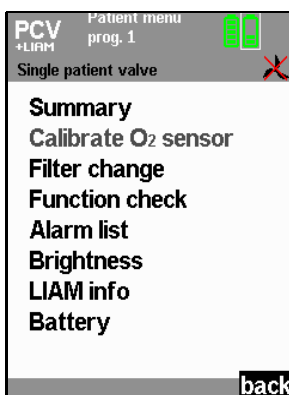 PCV Patient menu
+LIAM prog. 1
Single patient valve
Summary
Calibrate O2 sensor
Filter change
Function check
Alarm list
Brightness
LIAM info
Battery
back